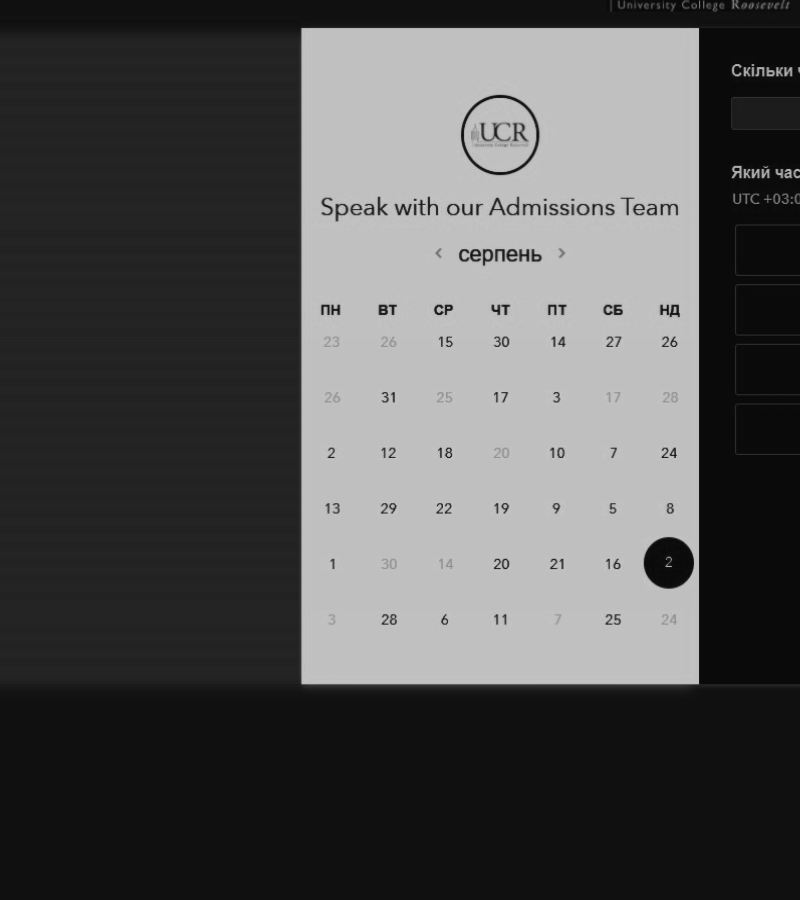 University College Roosevelt
Скільки
UCR
University College Roosevelt
Який час
Speak with our Admissions Team
UTC +03:0
серпень
ПН ВТ СР ЧТ ПТ СБ НД
23 26 15 30 14 27 26
26 31 25 17 3 17 28
2 12 18 20 10 7 24
13 29 22 19 9 5 8
1 30 14 20 21 16 2
3 28 6 11 7 25 24